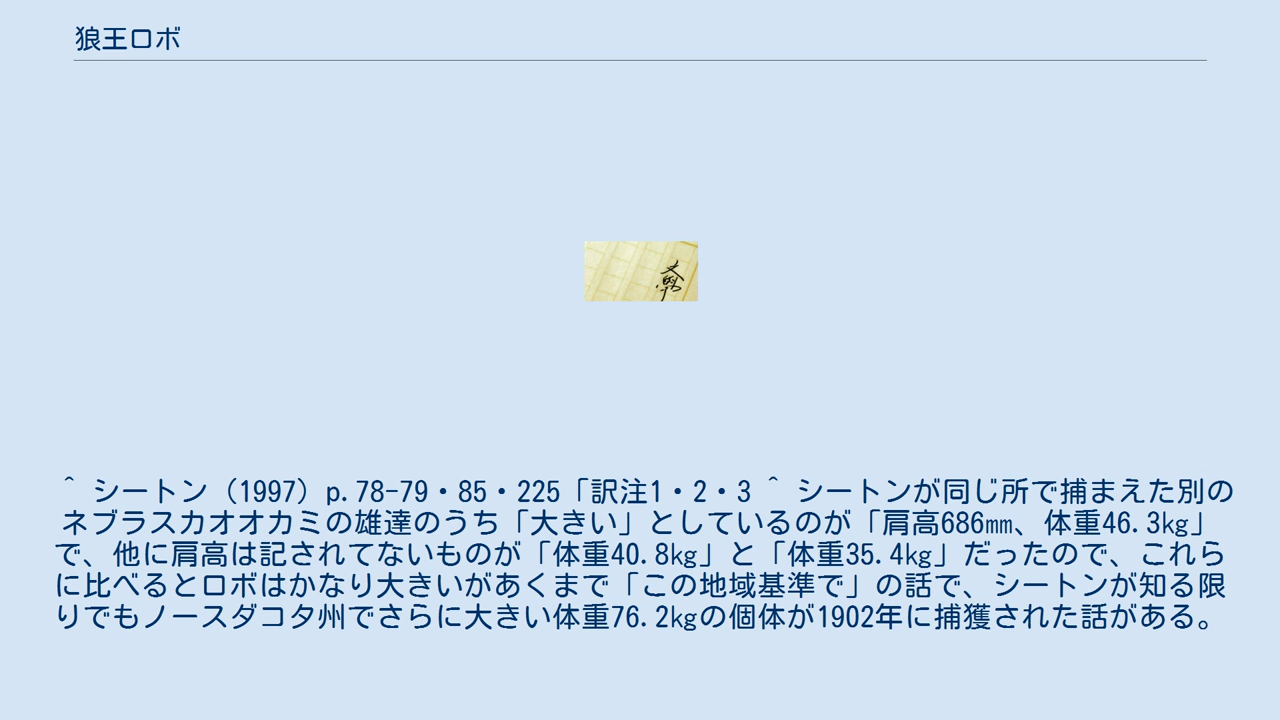 狼王ロボ
^ シートン（1997）p.78-79・85・225「訳注1・2・3 ^ シートンが同じ所で捕まえた別の
ネブラスカオオカミの雄達のうち「大きい」としているのが「肩高686㎜、体重46.3㎏」
で、他に肩高は記されてないものが「体重40.8㎏」と「体重35.4㎏」だったので、これら
に比べるとロボはかなり大きいがあくまで「この地域基準で」の話で、シートンが知る限
りでもノースダコタ州でさらに大きい体重76.2㎏の個体が1902年に捕獲された話がある。